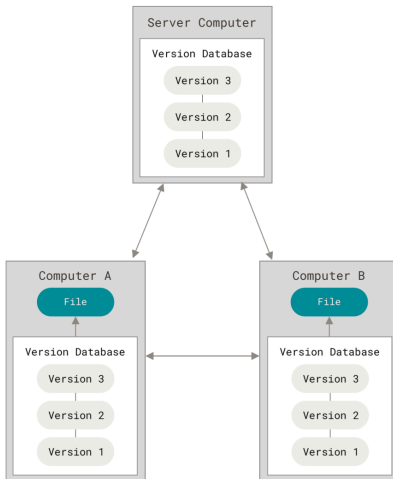 Server Computer
Version Database
Version 3
Version 2
Version 1
Computer A
File
Version Database
Version 3
Version 2
Version 1
Computer B
File
Version Database
Version 3
Version 2
Version 1